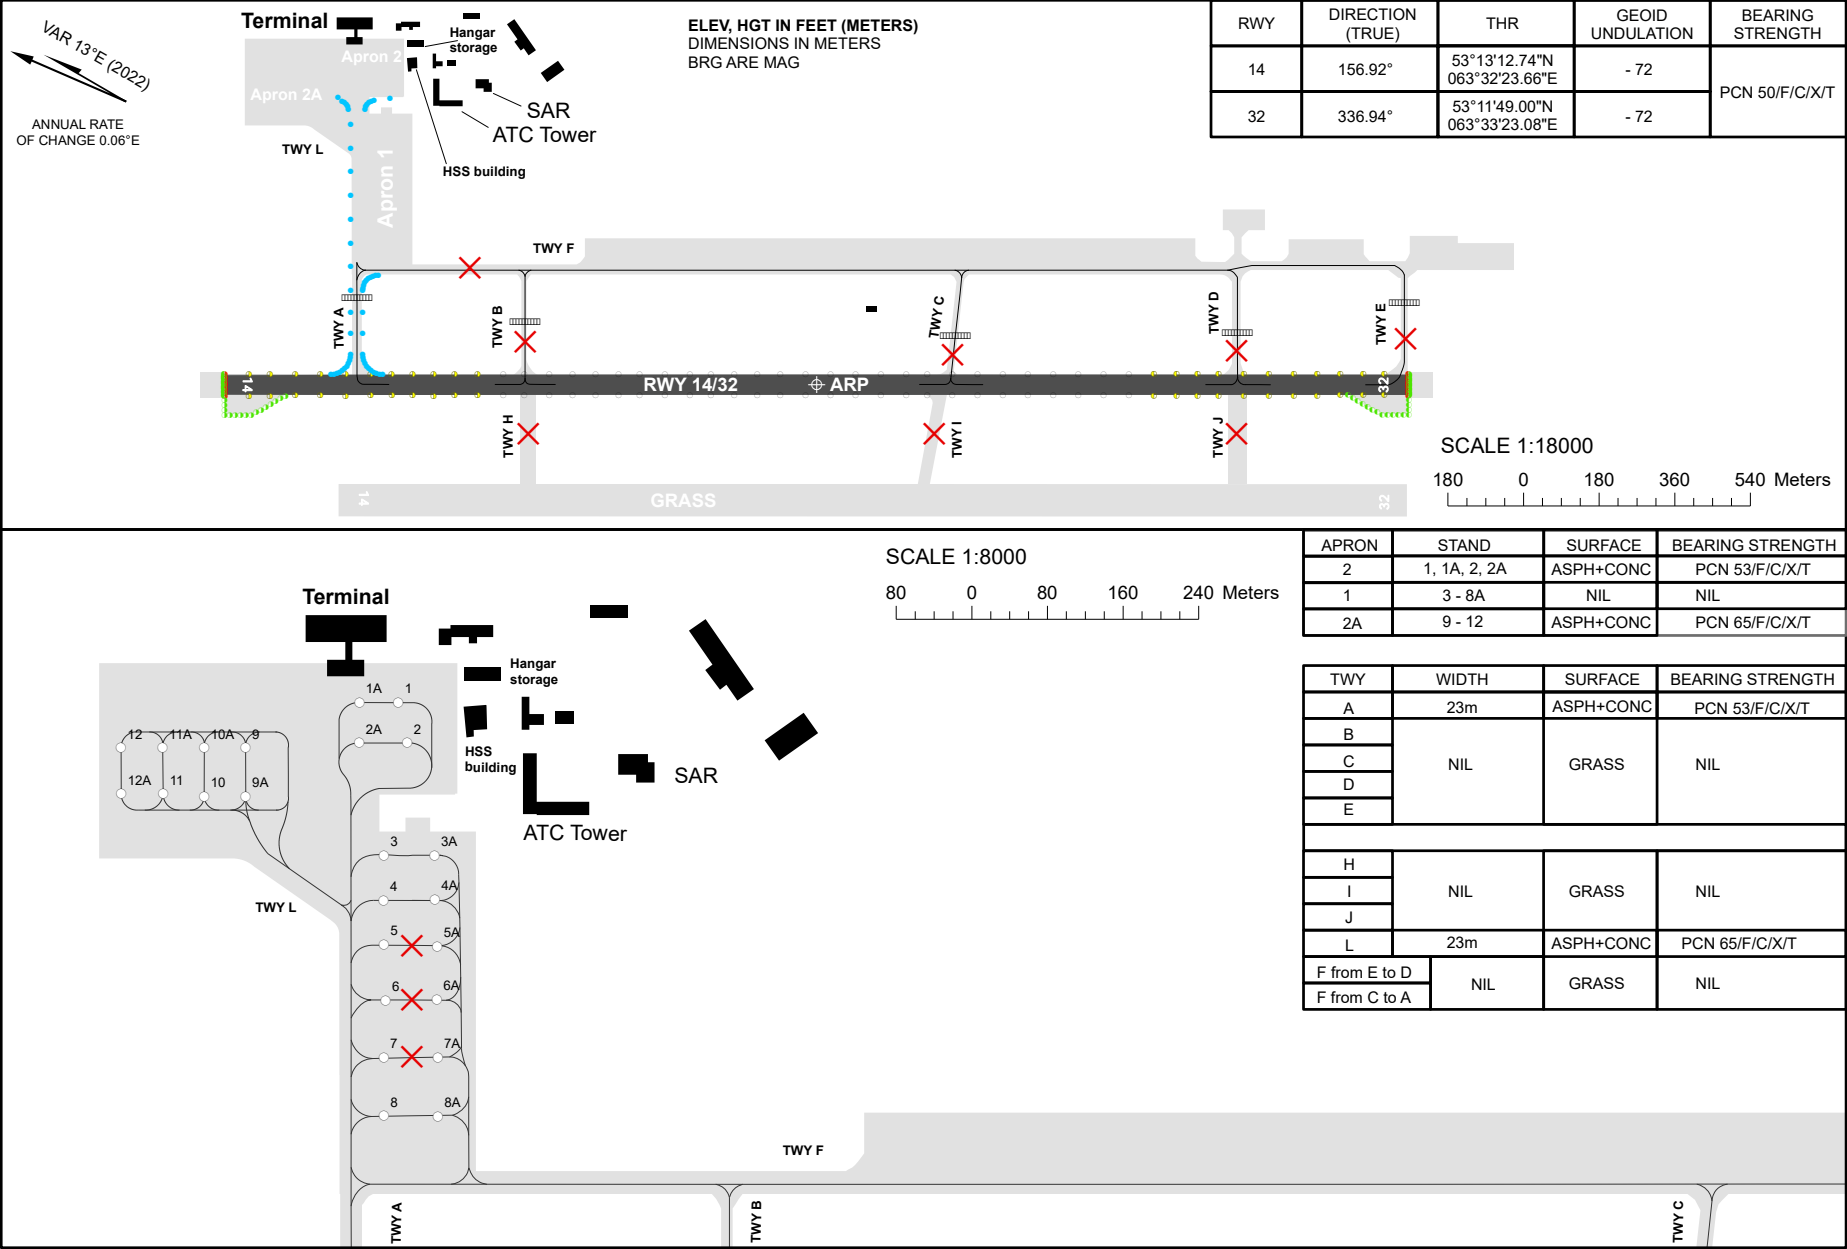 VAR 13°E (2022)
ANNUAL RATE
OF CHANGE 0.06°E
Terminal
Hangar
storage
Apron 2
Apron 2A
SAR
ATC Tower
TWY L
HSS building
Apron 1
ELEV, HGT IN FEET (METERS)
DIMENSIONS IN METERS
BRG ARE MAG
RWY DIRECTION (TRUE) THR GEOID UNDULATION BEARING STRENGTH
14 156.92° 53°13'12.74"N 063°32'23.66"E - 72 PCN 50/F/C/X/T
32 336.94° 53°11'49.00"N 063°33'23.08"E - 72
TWY F
TWY A
TWY B
TWY C
TWY D
TWY E
14
RWY 14/32
ARP
32
TWY H
TWY I
TWY J
14
GRASS
32
SCALE 1:18000
180 0 180 360 540 Meters
SCALE 1:8000
80 0 80 160 240 Meters
APRON STAND SURFACE BEARING STRENGTH
2 1, 1A, 2, 2A ASPH+CONC PCN 53/F/C/X/T
1 3 - 8A NIL NIL
2A 9 - 12 ASPH+CONC PCN 65/F/C/X/T
TWY WIDTH SURFACE BEARING STRENGTH
A 23m ASPH+CONC PCN 53/F/C/X/T
B
C NIL GRASS NIL
D
E
H
I NIL GRASS NIL
J
L 23m ASPH+CONC PCN 65/F/C/X/T
F from E to D NIL GRASS NIL
F from C to A
Terminal
Hangar
storage
1A 1
2A 2
12 11A 10A 9
12A 11 10 9A
HSS
building
SAR
ATC Tower
3 3A
4 4A
TWY L
5 5A
6 6A
7 7A
8 8A
TWY F
TWY A
TWY B
TWY C